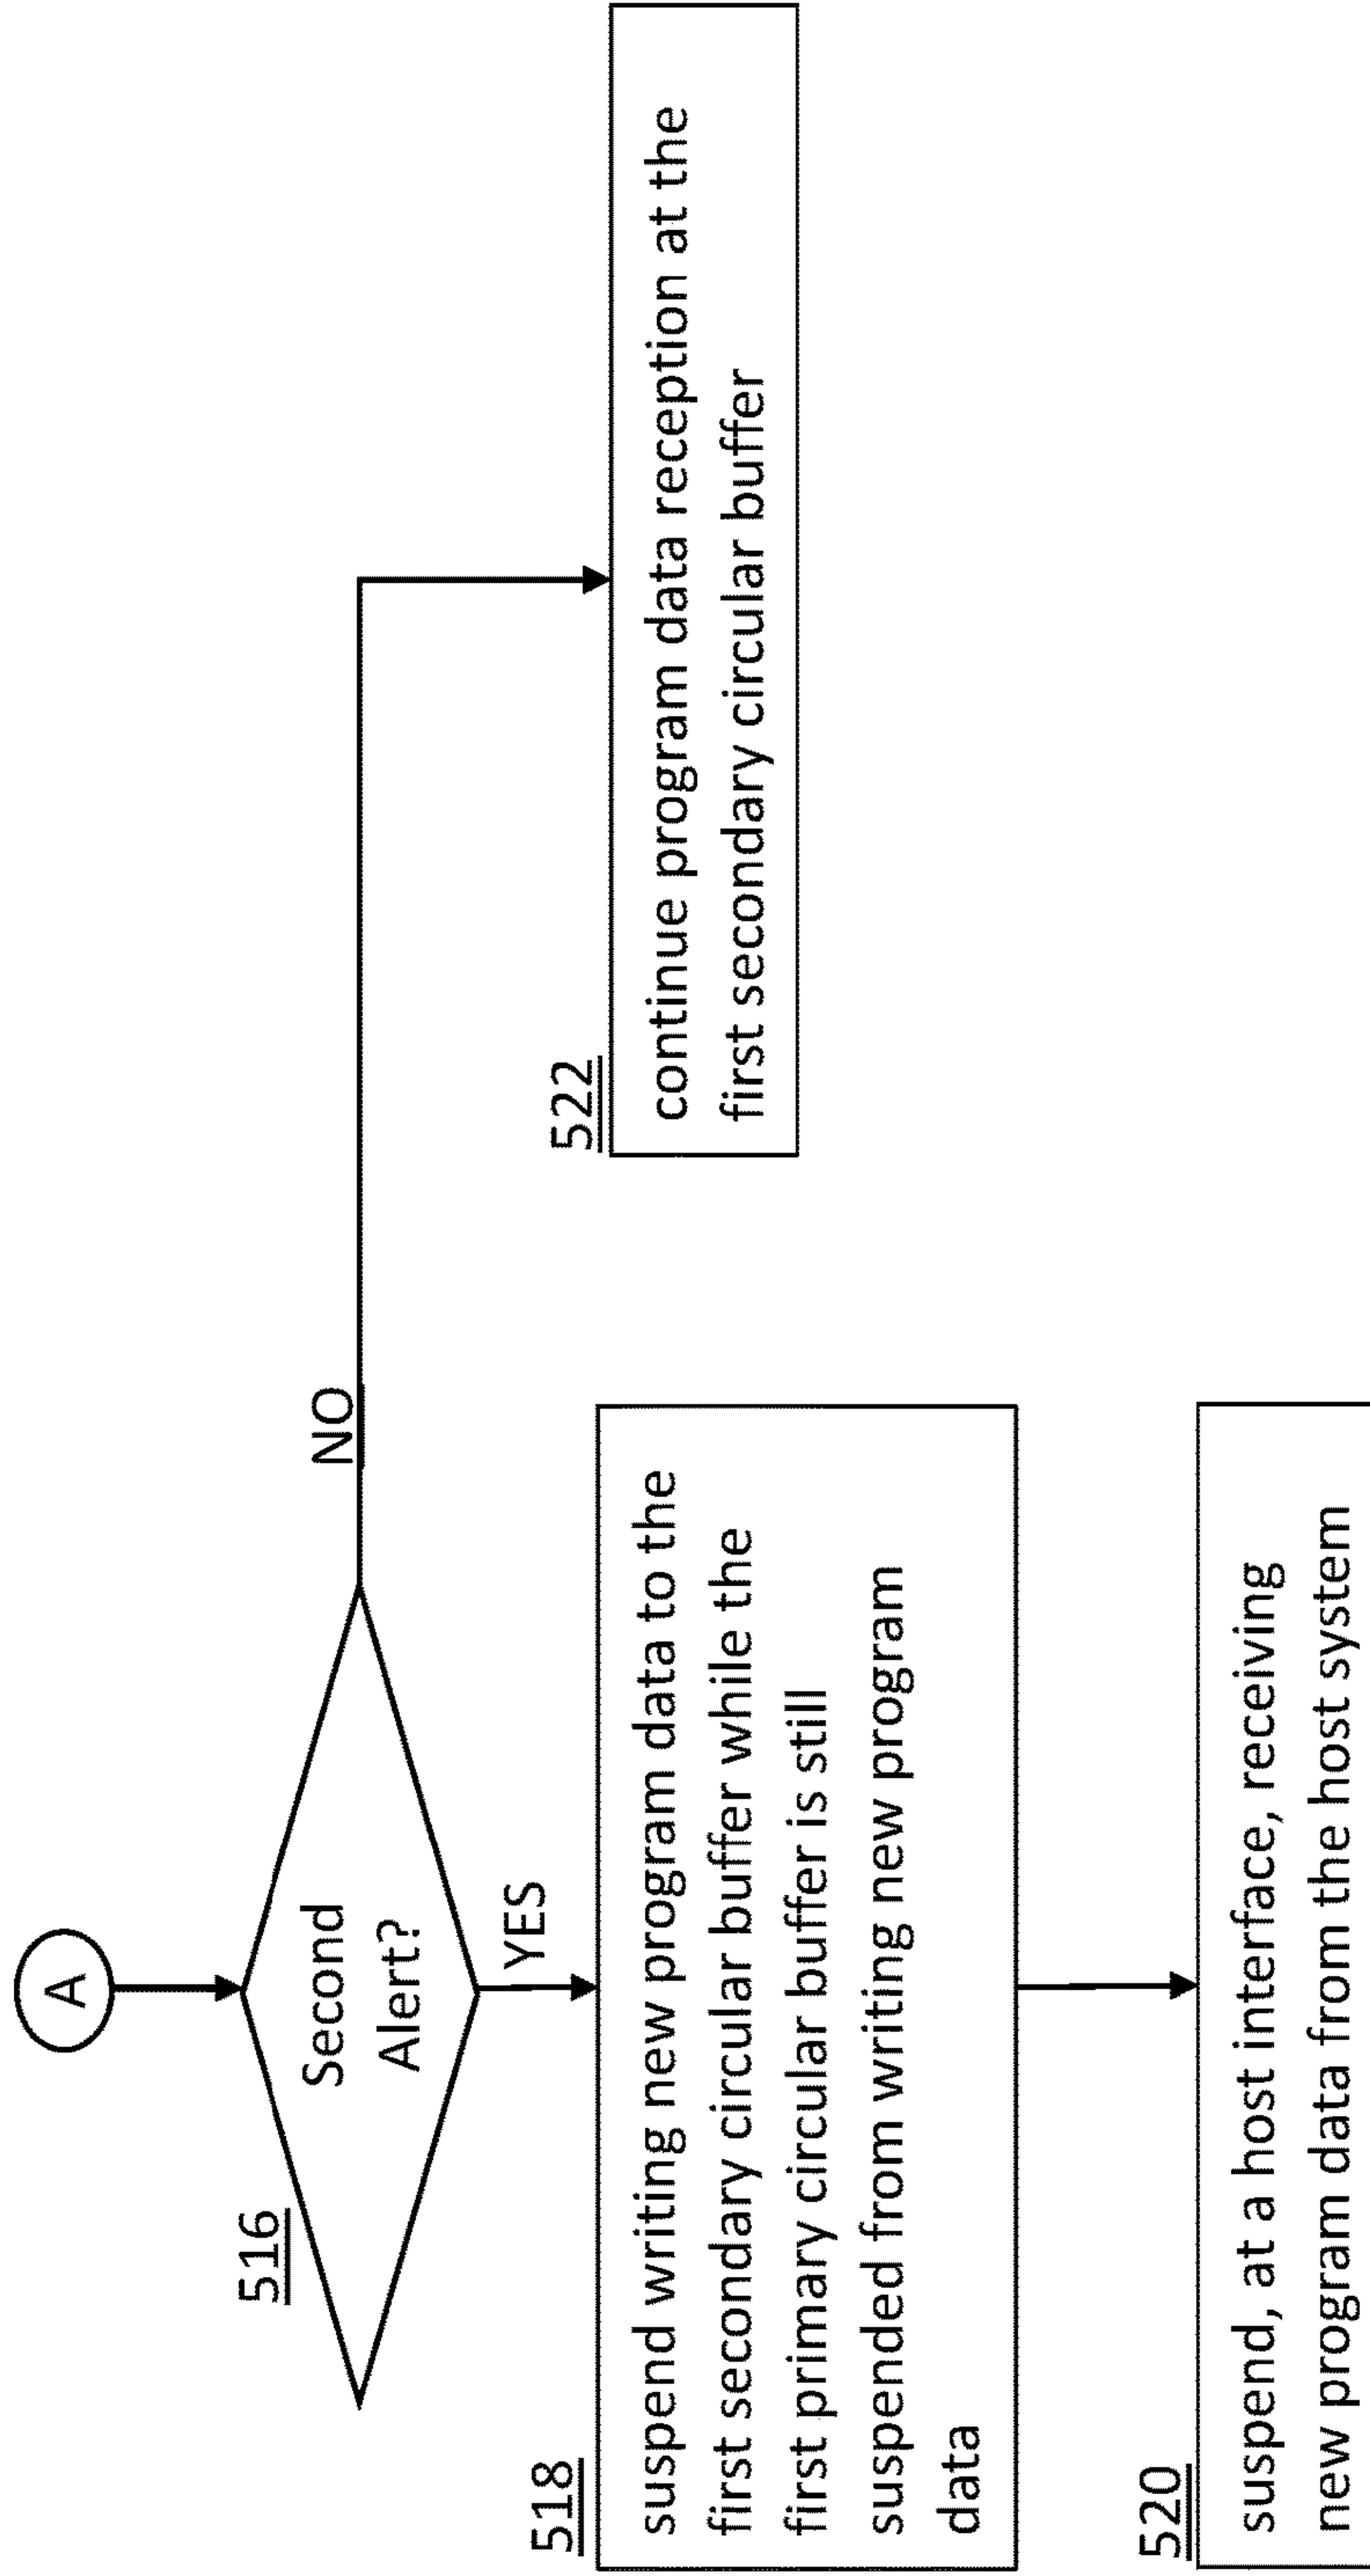 A
516
Second
Alert?
NO
YES
518
suspend writing new program data to the
first secondary circular buffer while the
first primary circular buffer is still
suspended from writing new program
data
522
continue program data reception at the
first secondary circular buffer
520
suspend, at a host interface, receiving
new program data from the host system